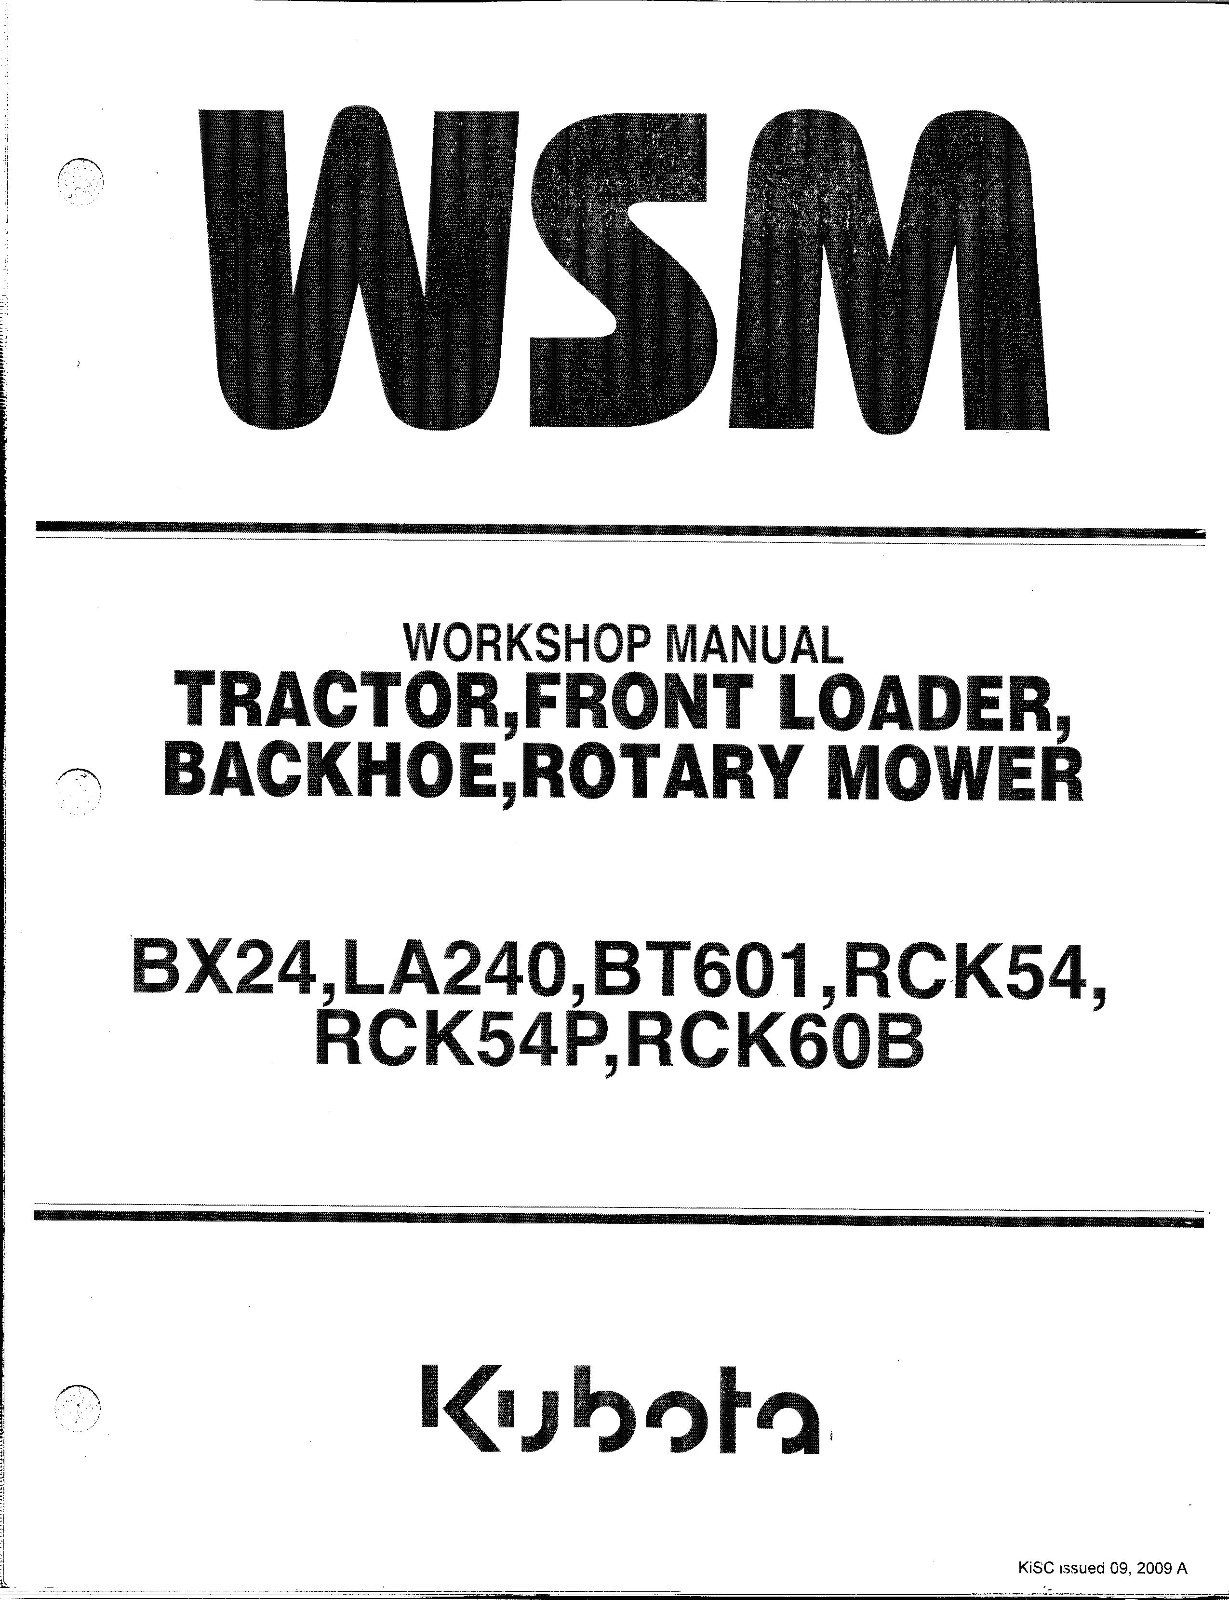 WSM
WORKSHOP MANUAL
TRACTOR,FRONT LOADER,
BACKHOE,ROTARY MOWER
BX24,LA240,BT601,RCK54,
RCK54P,RCK60B
Kubota
KiSC issued 09, 2009 A